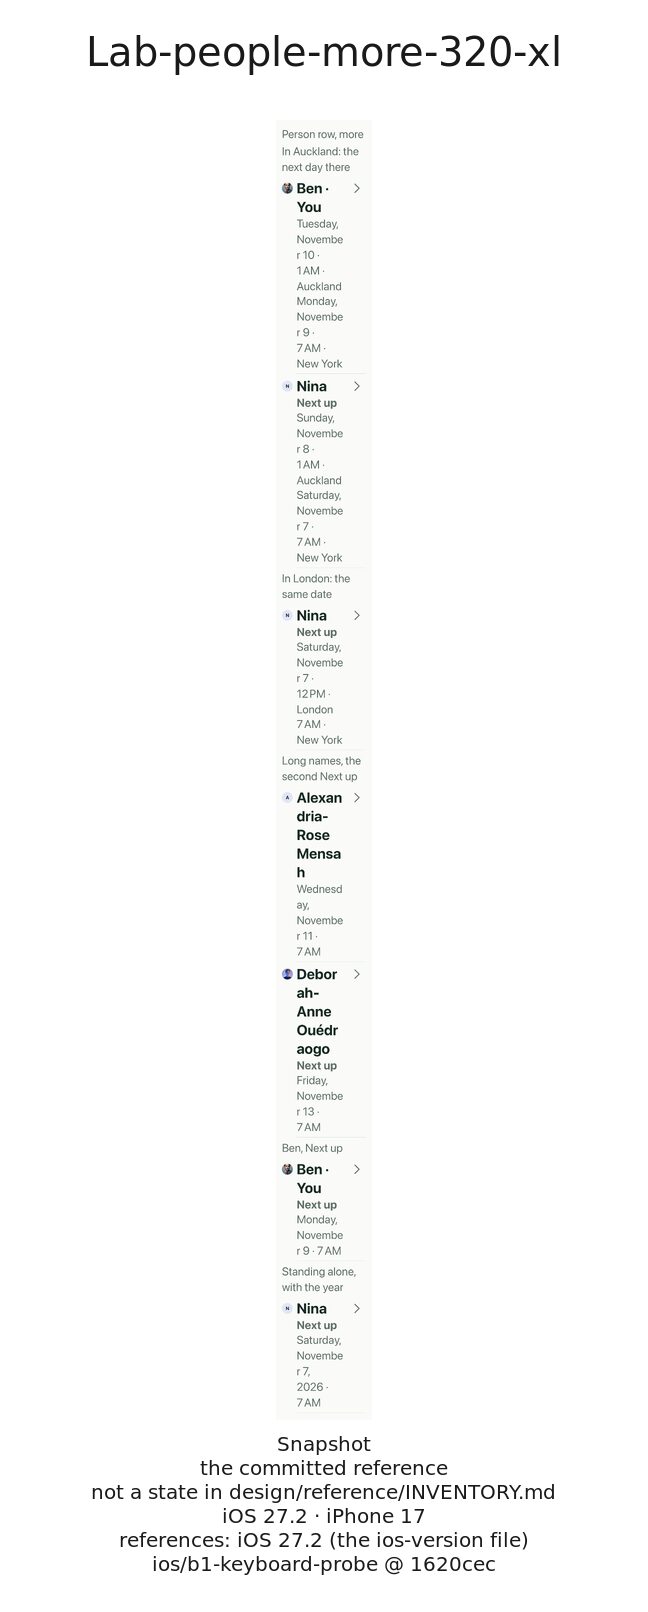 Lab-people-more-320-xl
Person row, more
In Auckland: the
next day there
Ben ·
You
Tuesday,
Novembe
r 10 ·
1 AM ·
Auckland
Monday,
Novembe
r 9 ·
7 AM ·
New York
N
Nina
Next up
Sunday,
Novembe
r 8 ·
1 AM ·
Auckland
Saturday,
Novembe
r 7 ·
7 AM ·
New York
In London: the
same date
N
Nina
Next up
Saturday,
Novembe
r 7 ·
12 PM ·
London
7 AM ·
New York
Long names, the
second Next up
A
Alexan
dria-
Rose
Mensa
h
Wednesd
ay,
Novembe
r 11 ·
7 AM
Debor
ah-
Anne
Ouédr
aogo
Next up
Friday,
Novembe
r 13 ·
7 AM
Ben, Next up
Ben ·
You
Next up
Monday,
Novembe
r 9 · 7 AM
Standing alone,
with the year
N
Nina
Next up
Saturday,
Novembe
r 7,
2026 ·
7 AM
Snapshot
the committed reference
not a state in design/reference/INVENTORY.md
iOS 27.2 · iPhone 17
references: iOS 27.2 (the ios-version file)
ios/b1-keyboard-probe @ 1620cec